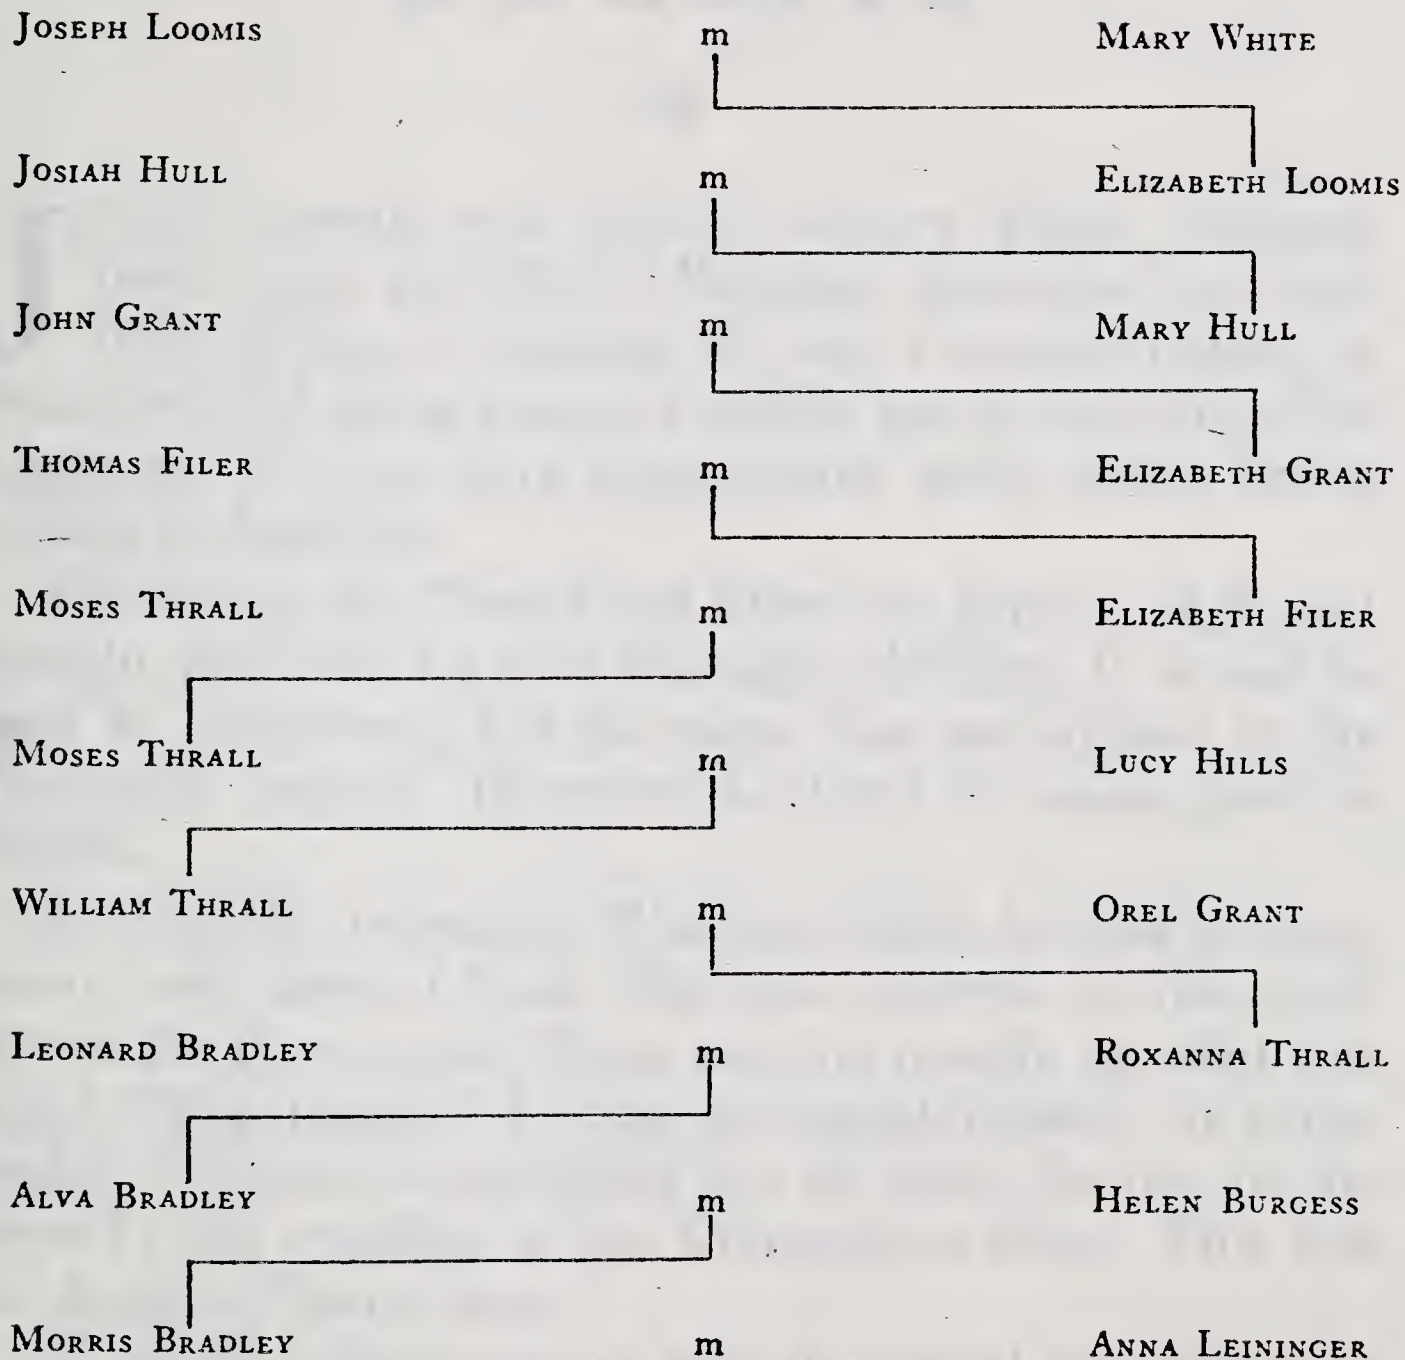 Joseph Loomis m Mary White
Josiah Hull m Elizabeth Loomis
John Grant m Mary Hull
Thomas Filer m Elizabeth Grant
Moses Thrall m Elizabeth Filer
Moses Thrall m Lucy Hills
William Thrall m Orel Grant
Leonard Bradley m Roxanna Thrall
Alva Bradley m Helen Burgess
Morris Bradley m Anna Leininger